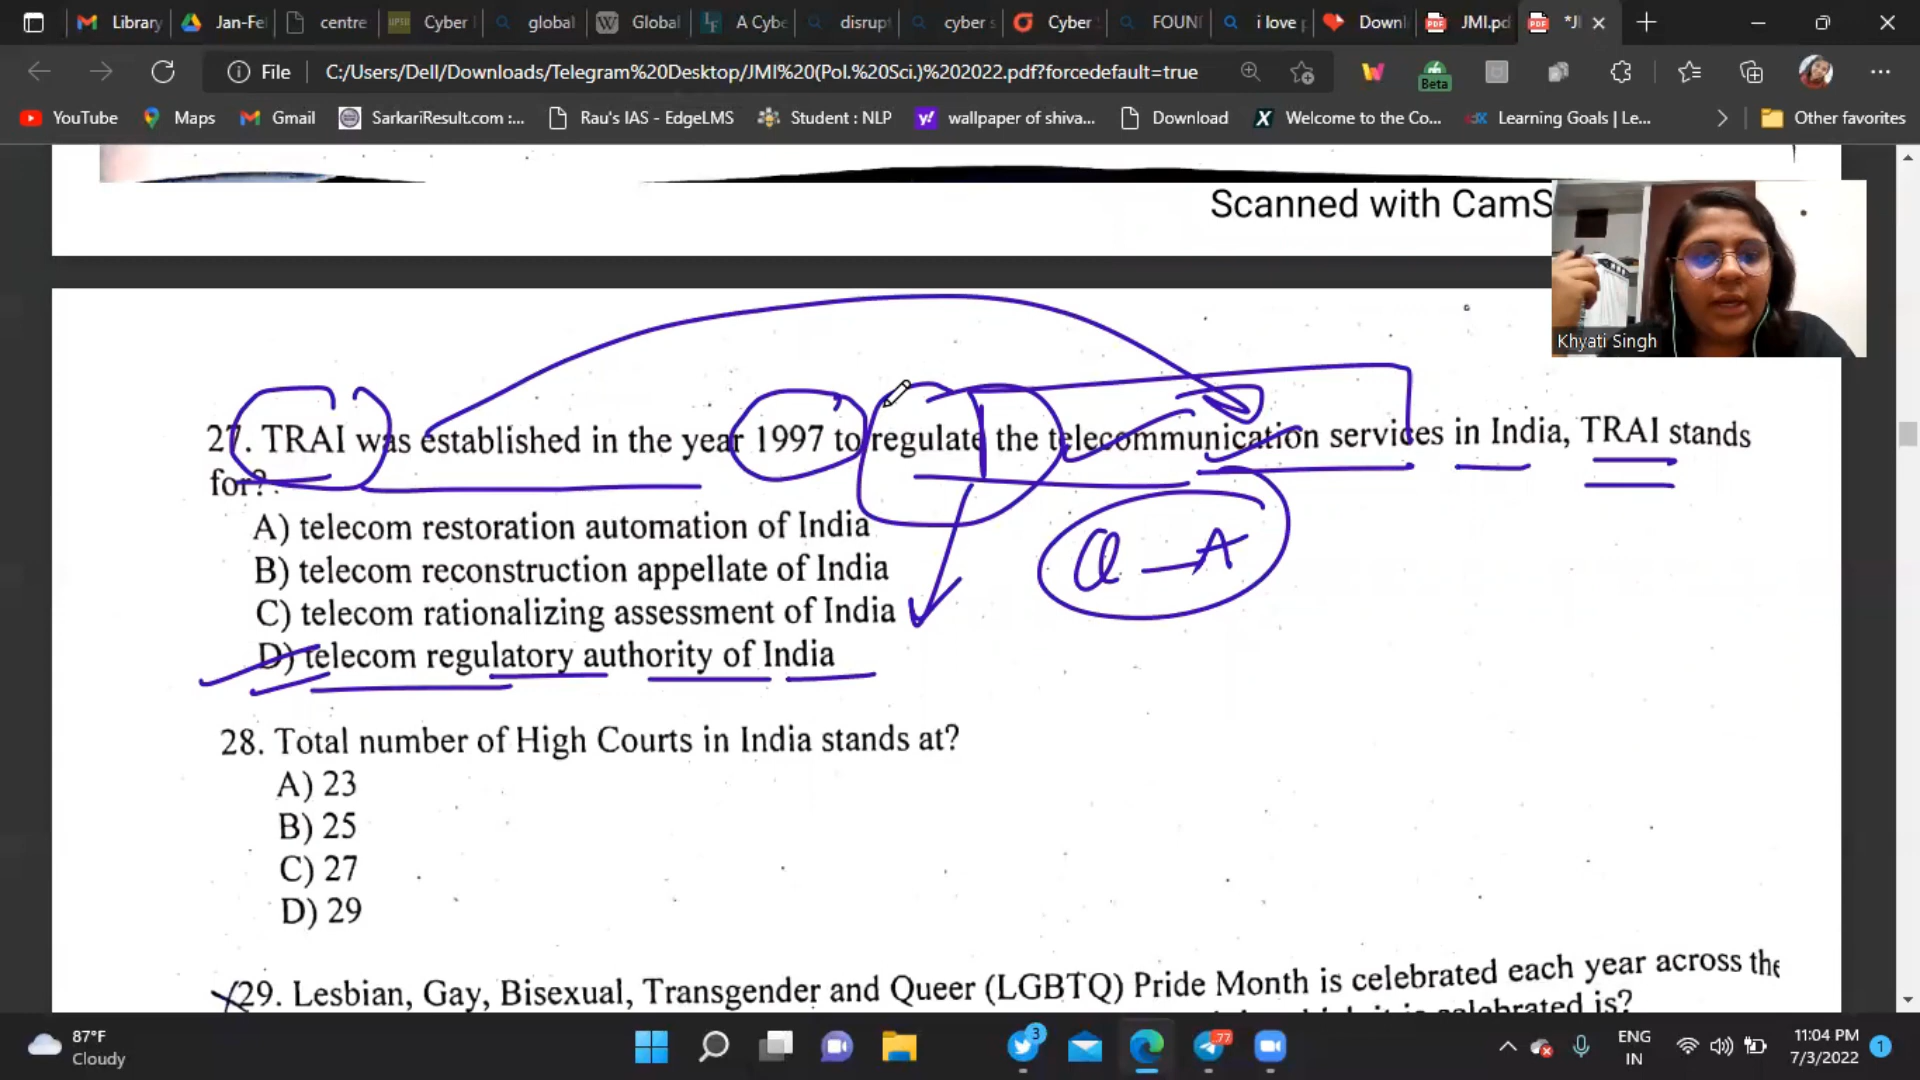 Library
Jan-Fe
centre
Cyber
global
Global
A Cybe
disrupt
cyber s
Cyber
FOUN
i love p
Downl
JMI.pd
File
C:/Users/Dell/Downloads/Telegram%20Desktop/JMI%20(Pol.%20Sci.)%202022.pdf?forcedefault=true
Beta
YouTube
Maps
Gmail
SarkariResult.com :...
Rau's IAS - EdgeLMS
Student : NLP
wallpaper of shiva...
Download
Welcome to the Co...
Learning Goals | Le...
Other favorites
Scanned with CamS
Khyati Singh
27. TRAI was established in the year 1997 to regulate the telecommunication services in India, TRAI stands
for?
A) telecom restoration automation of India
B) telecom reconstruction appellate of India
C) telecom rationalizing assessment of India
D) telecom regulatory authority of India
Q → A
28. Total number of High Courts in India stands at?
A) 23
B) 25
C) 27
D) 29
29. Lesbian, Gay, Bisexual, Transgender and Queer (LGBTQ) Pride Month is celebrated each year across the
celebrated is?
87°F
Cloudy
3
77
ENG
IN
11:04 PM
7/3/2022
1